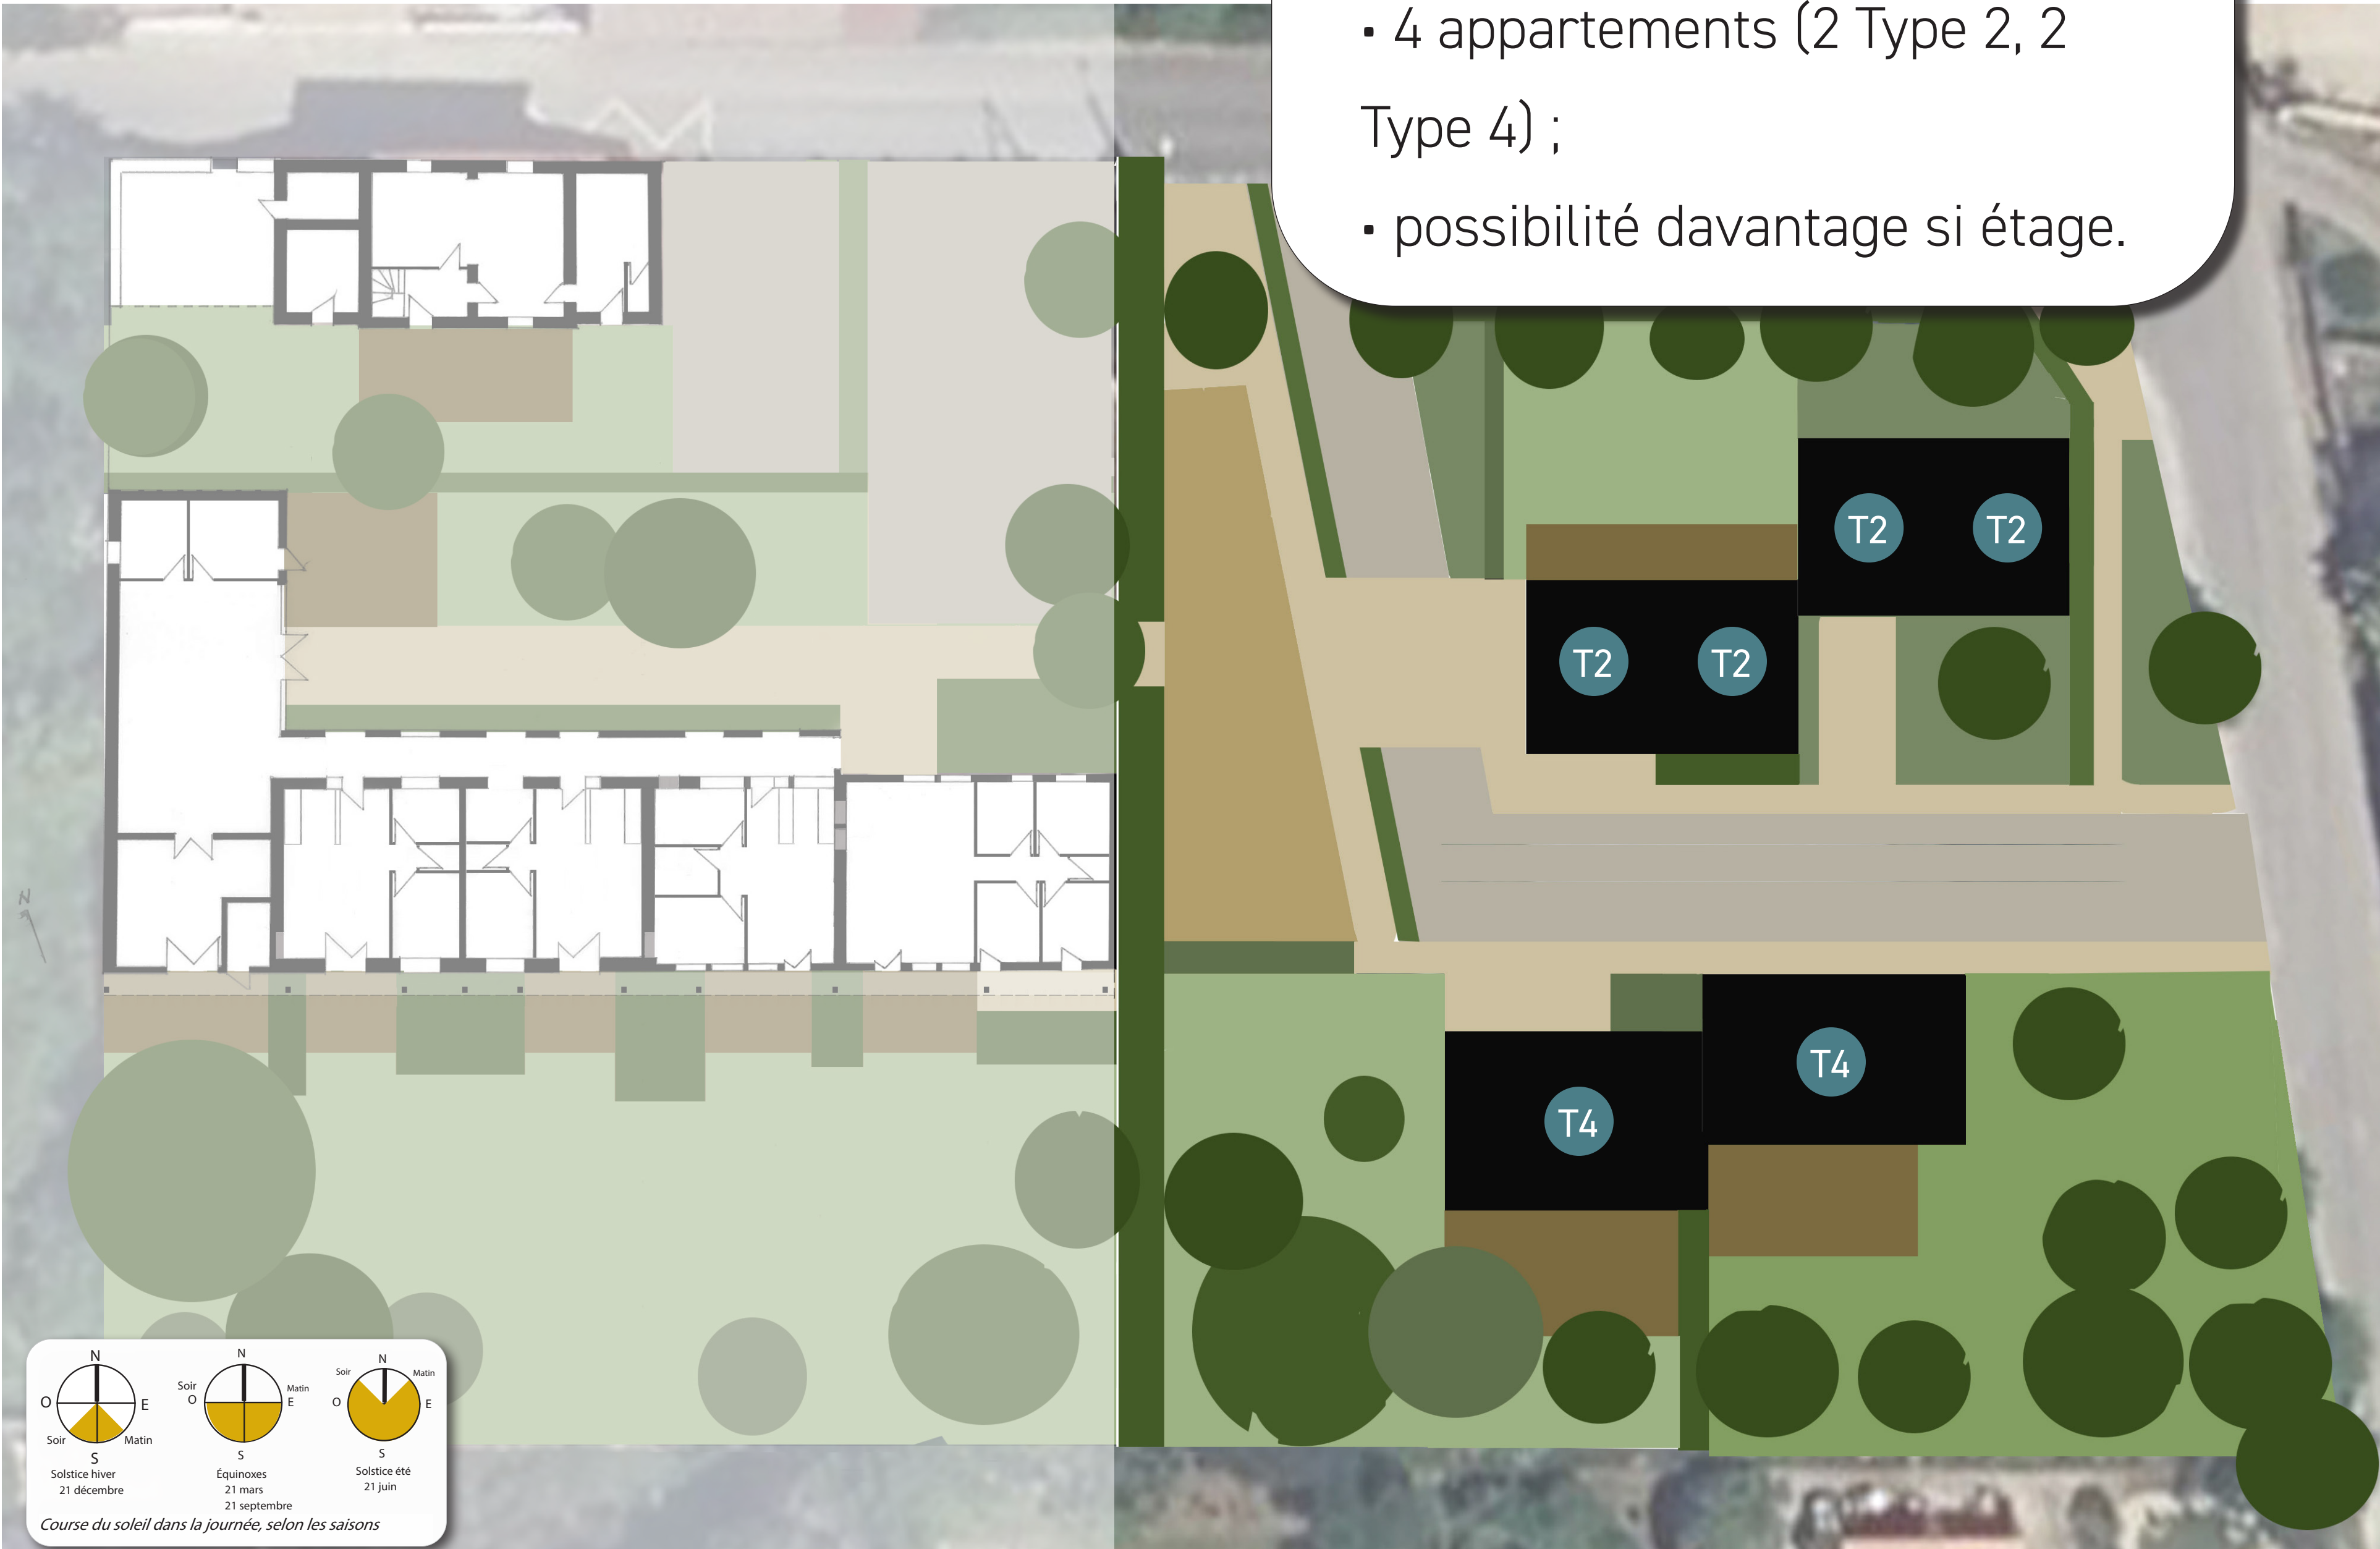 ▪ 4 appartements (2 Type 2, 2
Type 4) ;
▪ possibilité davantage si étage.
T2
T2
T2
T2
T4
T4
N
N
O
E
Soir
Matin
S
Solstice hiver
21 décembre
N
Soir
Matin
O
E
S
Équinoxes
21 mars
21 septembre
N
Soir
Matin
O
E
S
Solstice été
21 juin
Course du soleil dans la journée, selon les saisons